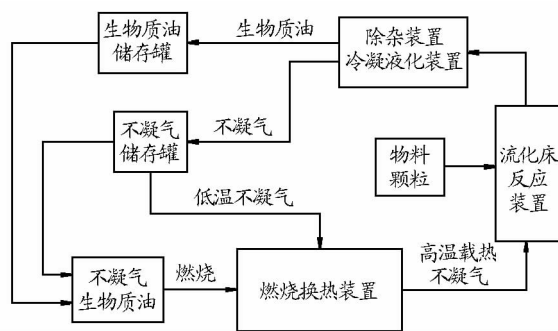 生物质油
储存罐
生物质油
除杂装置
冷凝液化装置
不凝气
储存罐
不凝气
物料
颗粒
流化床
反应
装置
低温不凝气
不凝气
生物质油
燃烧
燃烧换热装置
高温载热
不凝气